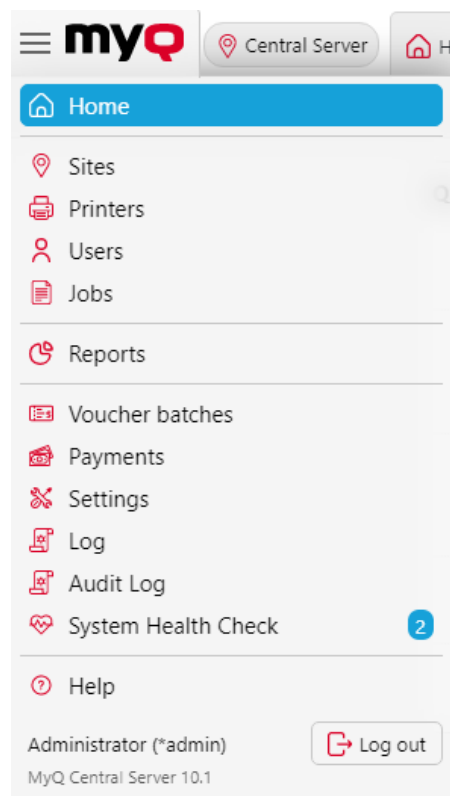 myQ
Central Server
H
Home
Sites
Printers
Users
Jobs
Reports
Voucher batches
Payments
Settings
Log
Audit Log
System Health Check 2
Help
Administrator (*admin)
Log out
MyQ Central Server 10.1